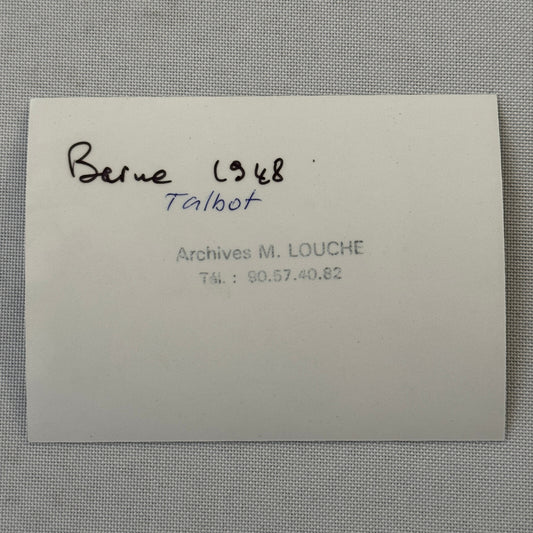 Berne 1948
Talbot
Archives M. LOUCHE
Tél. : 90.57.40.82